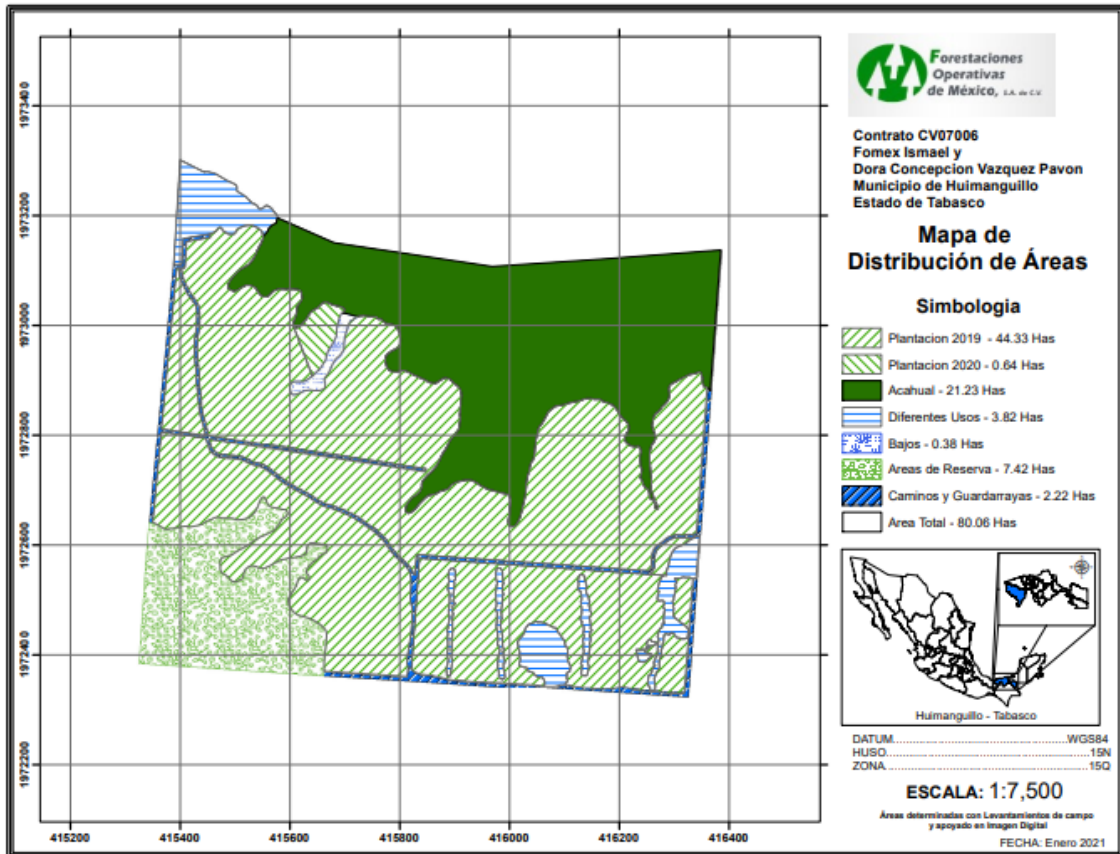 Forestaciones
Operativas
de México, S.A. de C.V.
Contrato CV07006
Fomex Ismael y
Dora Concepcion Vazquez Pavon
Municipio de Huimanguillo
Estado de Tabasco
Mapa de
Distribución de Áreas
Simbologia
Plantacion 2019 - 44.33 Has
Plantacion 2020 - 0.64 Has
Acahual - 21.23 Has
Diferentes Usos - 3.82 Has
Bajos - 0.38 Has
Areas de Reserva - 7.42 Has
Caminos y Guardarrayas - 2.22 Has
Area Total - 80.06 Has
Huimanguillo - Tabasco
DATUM.....................................................WGS84
HUSO..........................................................15N
ZONA..........................................................15Q
ESCALA: 1:7,500
Áreas determinadas con Levantamientos de campo
y apoyado en Imagen Digital
FECHA: Enero 2021
1973400
1973200
1973000
1972800
1972600
1972400
1972200
415200 415400 415600 415800 416000 416200 416400